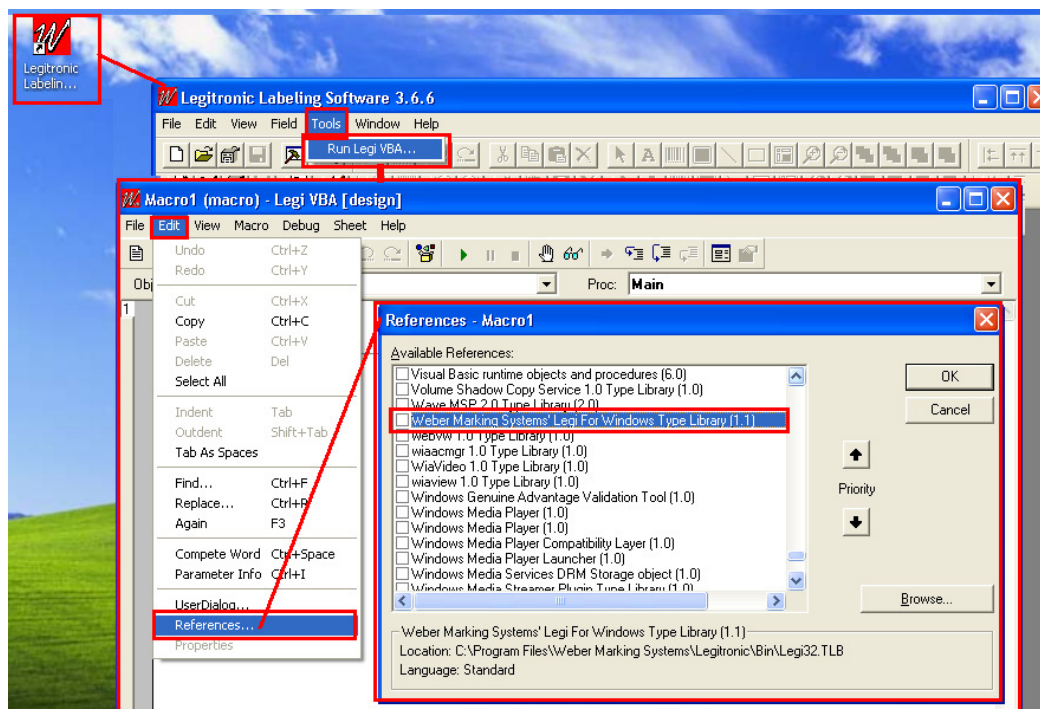 Legitronic
Labelin...
Legitronic Labeling Software 3.6.6
File Edit View Field Tools Window Help
Run Legi VBA...
Macro1 (macro) - Legi VBA [design]
File Edit View Macro Debug Sheet Help
Undo Ctrl+Z
Redo Ctrl+Y
Obj Proc: Main
1
Cut Ctrl+X
Copy Ctrl+C
Paste Ctrl+V
Delete Del
Select All
Indent Tab
Outdent Shift+Tab
Tab As Spaces
Find... Ctrl+F
Replace... Ctrl+R
Again F3
Compete Word Ctrl+Space
Parameter Info Ctrl+I
UserDialog...
References...
Properties
References - Macro1
Available References:
Visual Basic runtime objects and procedures (6.0)
Volume Shadow Copy Service 1.0 Type Library (1.0)
Wave MSP 2.0 Type Library (2.0)
Weber Marking Systems' Legi For Windows Type Library (1.1)
webvw 1.0 Type Library (1.0)
wiaacmgr 1.0 Type Library (1.0)
WiaVideo 1.0 Type Library (1.0)
wiaview 1.0 Type Library (1.0)
Windows Genuine Advantage Validation Tool (1.0)
Windows Media Player (1.0)
Windows Media Player (1.0)
Windows Media Player Compatibility Layer (1.0)
Windows Media Player Launcher (1.0)
Windows Media Services DRM Storage object (1.0)
Windows Media Streamer Plugin Type Library (1.0)
OK
Cancel
Priority
Browse...
Weber Marking Systems' Legi For Windows Type Library (1.1)
Location: C:\Program Files\Weber Marking Systems\Legitronic\Bin\Legi32.TLB
Language: Standard